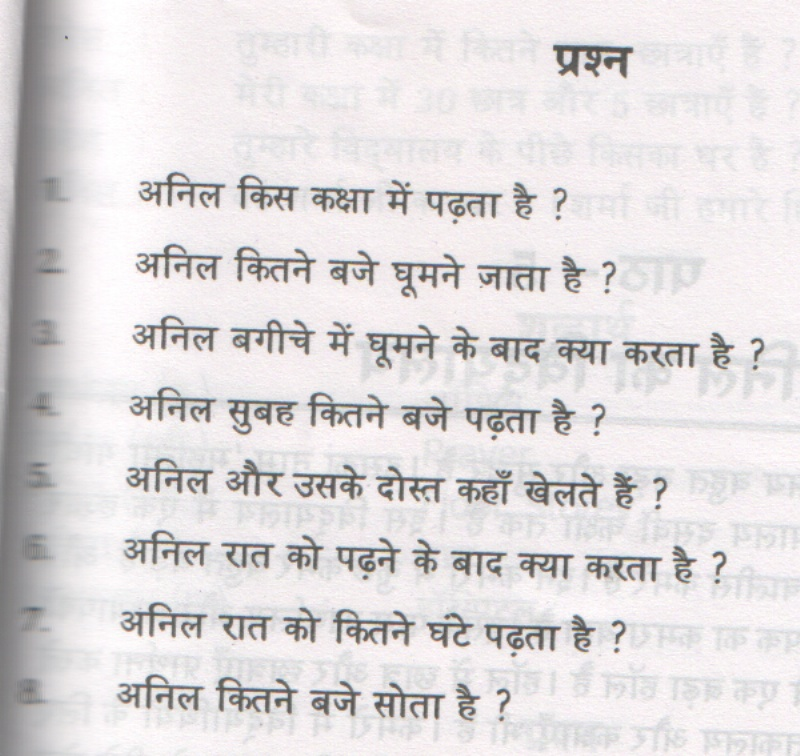 प्रश्न
1. अनिल किस कक्षा में पढ़ता है ?
2. अनिल कितने बजे घूमने जाता है ?
3. अनिल बगीचे में घूमने के बाद क्या करता है ?
4. अनिल सुबह कितने बजे पढ़ता है ?
5. अनिल और उसके दोस्त कहाँ खेलते हैं ?
6. अनिल रात को पढ़ने के बाद क्या करता है ?
7. अनिल रात को कितने घंटे पढ़ता है ?
8. अनिल कितने बजे सोता है ?